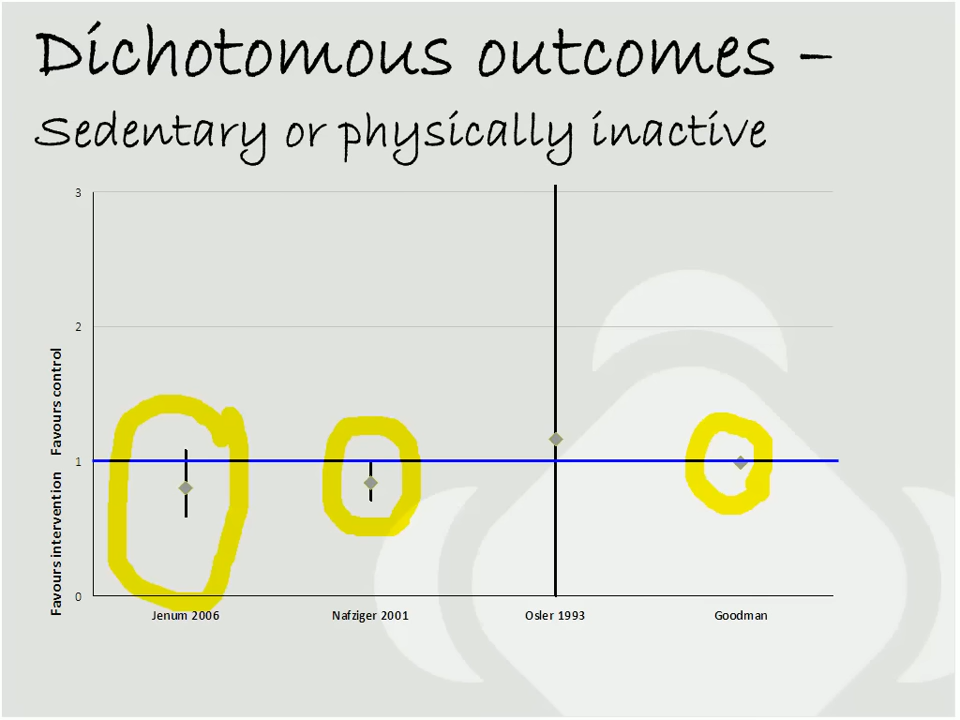 Dichotomous outcomes –
Sedentary or physically inactive
3
2
1
0
Favours intervention Favours control
Jenum 2006
Nafziger 2001
Osler 1993
Goodman